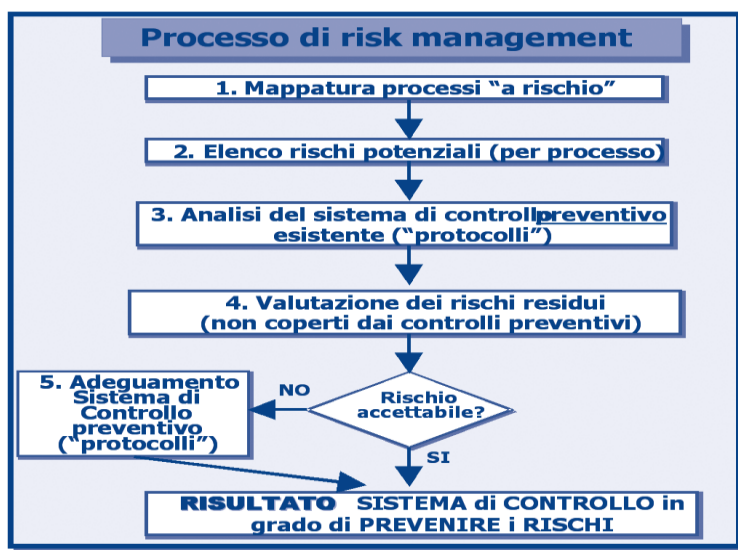 Processo di risk management
1. Mappatura processi “a rischio”
2. Elenco rischi potenziali (per processo)
3. Analisi del sistema di controllo preventivo
esistente (“protocolli”)
4. Valutazione dei rischi residui
(non coperti dai controlli preventivi)
Rischio
accettabile?
NO
5. Adeguamento
Sistema di
Controllo
preventivo
(“protocolli”)
SI
RISULTATO SISTEMA di CONTROLLO in
grado di PREVENIRE i RISCHI